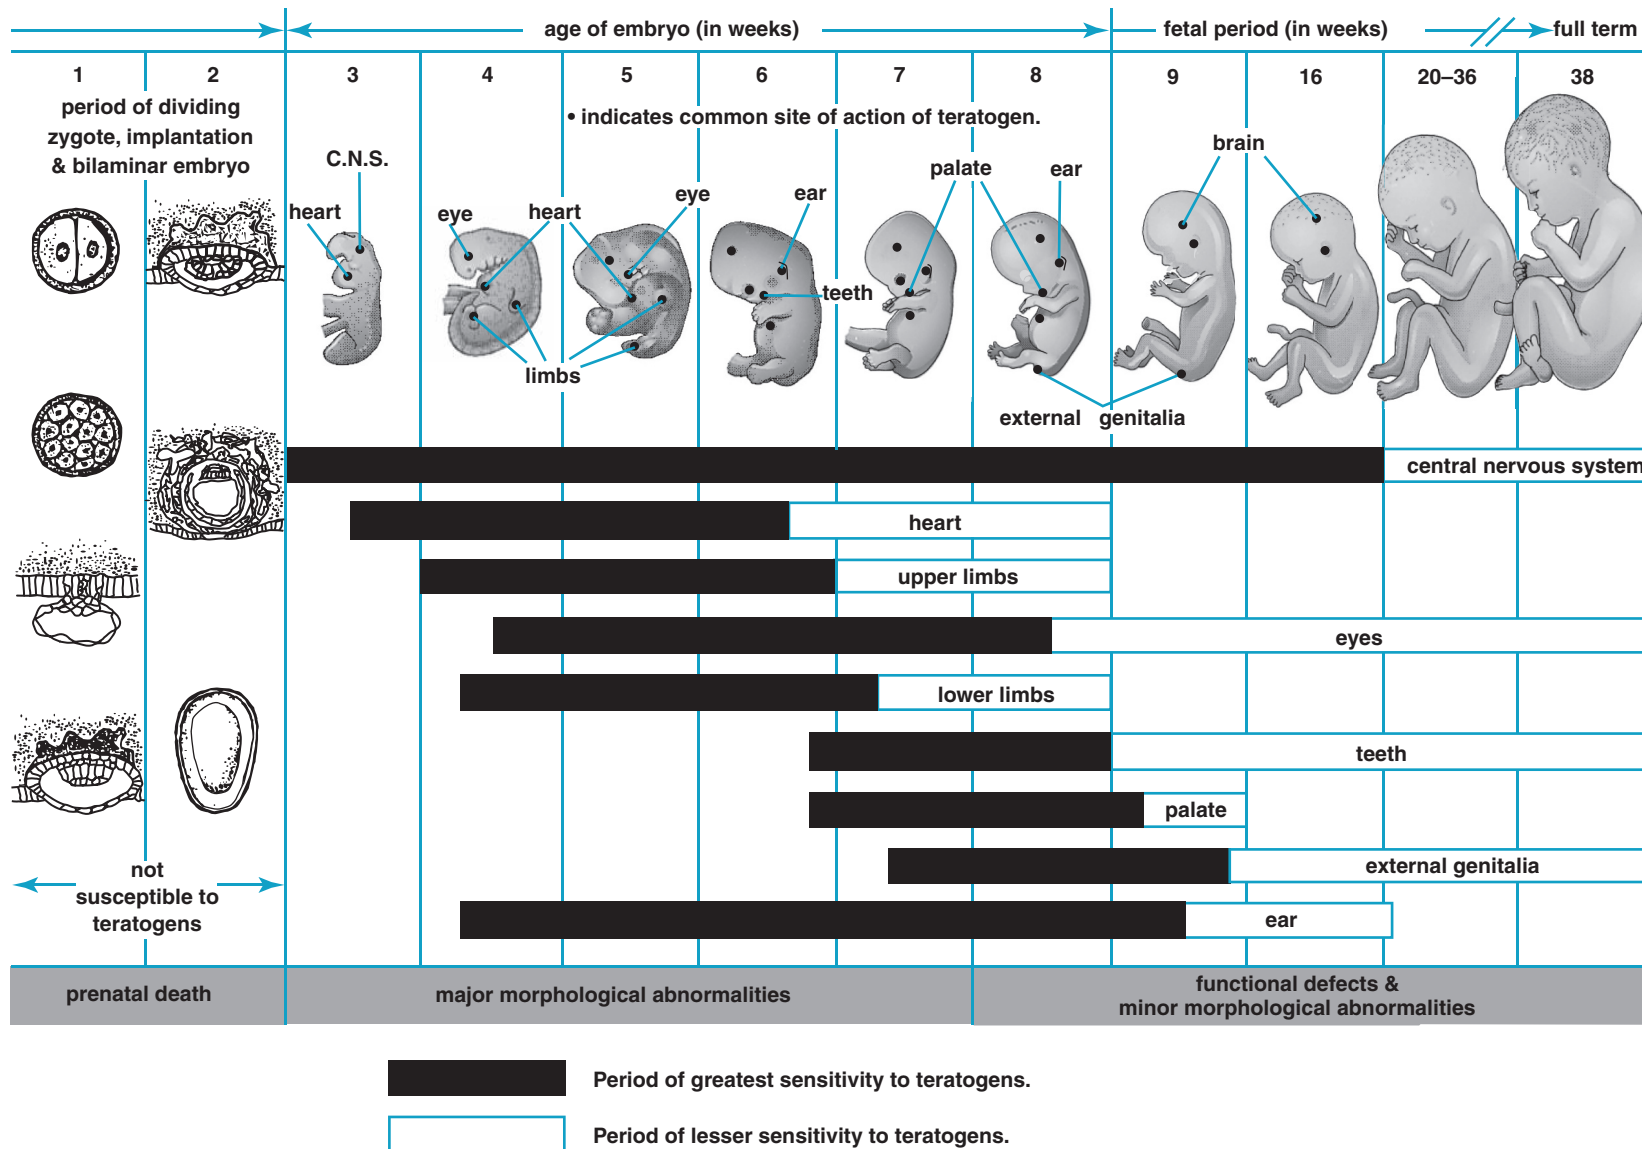 age of embryo (in weeks)
fetal period (in weeks)
full term
1
2
3
4
5
6
7
8
9
16
20–36
38
period of dividing
zygote, implantation
& bilaminar embryo
• indicates common site of action of teratogen.
C.N.S.
heart
eye
heart
limbs
eye
ear
teeth
palate
ear
external genitalia
brain
central nervous system
heart
upper limbs
eyes
lower limbs
teeth
palate
external genitalia
ear
not
susceptible to
teratogens
prenatal death
major morphological abnormalities
functional defects &
minor morphological abnormalities
Period of greatest sensitivity to teratogens.
Period of lesser sensitivity to teratogens.